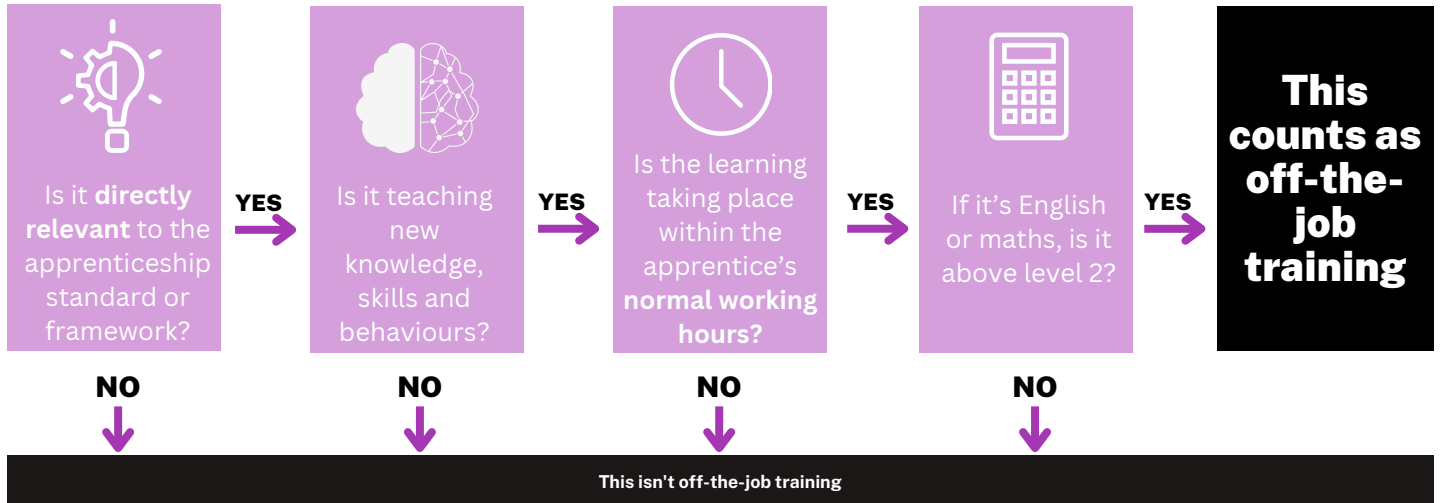 Is it directly
relevant to the
apprenticeship
standard or
framework?
YES
Is it teaching
new
knowledge,
skills and
behaviours?
YES
Is the learning
taking place
within the
apprentice’s
normal working
hours?
YES
If it’s English
or maths, is it
above level 2?
YES
This
counts as
off-the-
job
training
NO
NO
NO
NO
This isn't off-the-job training